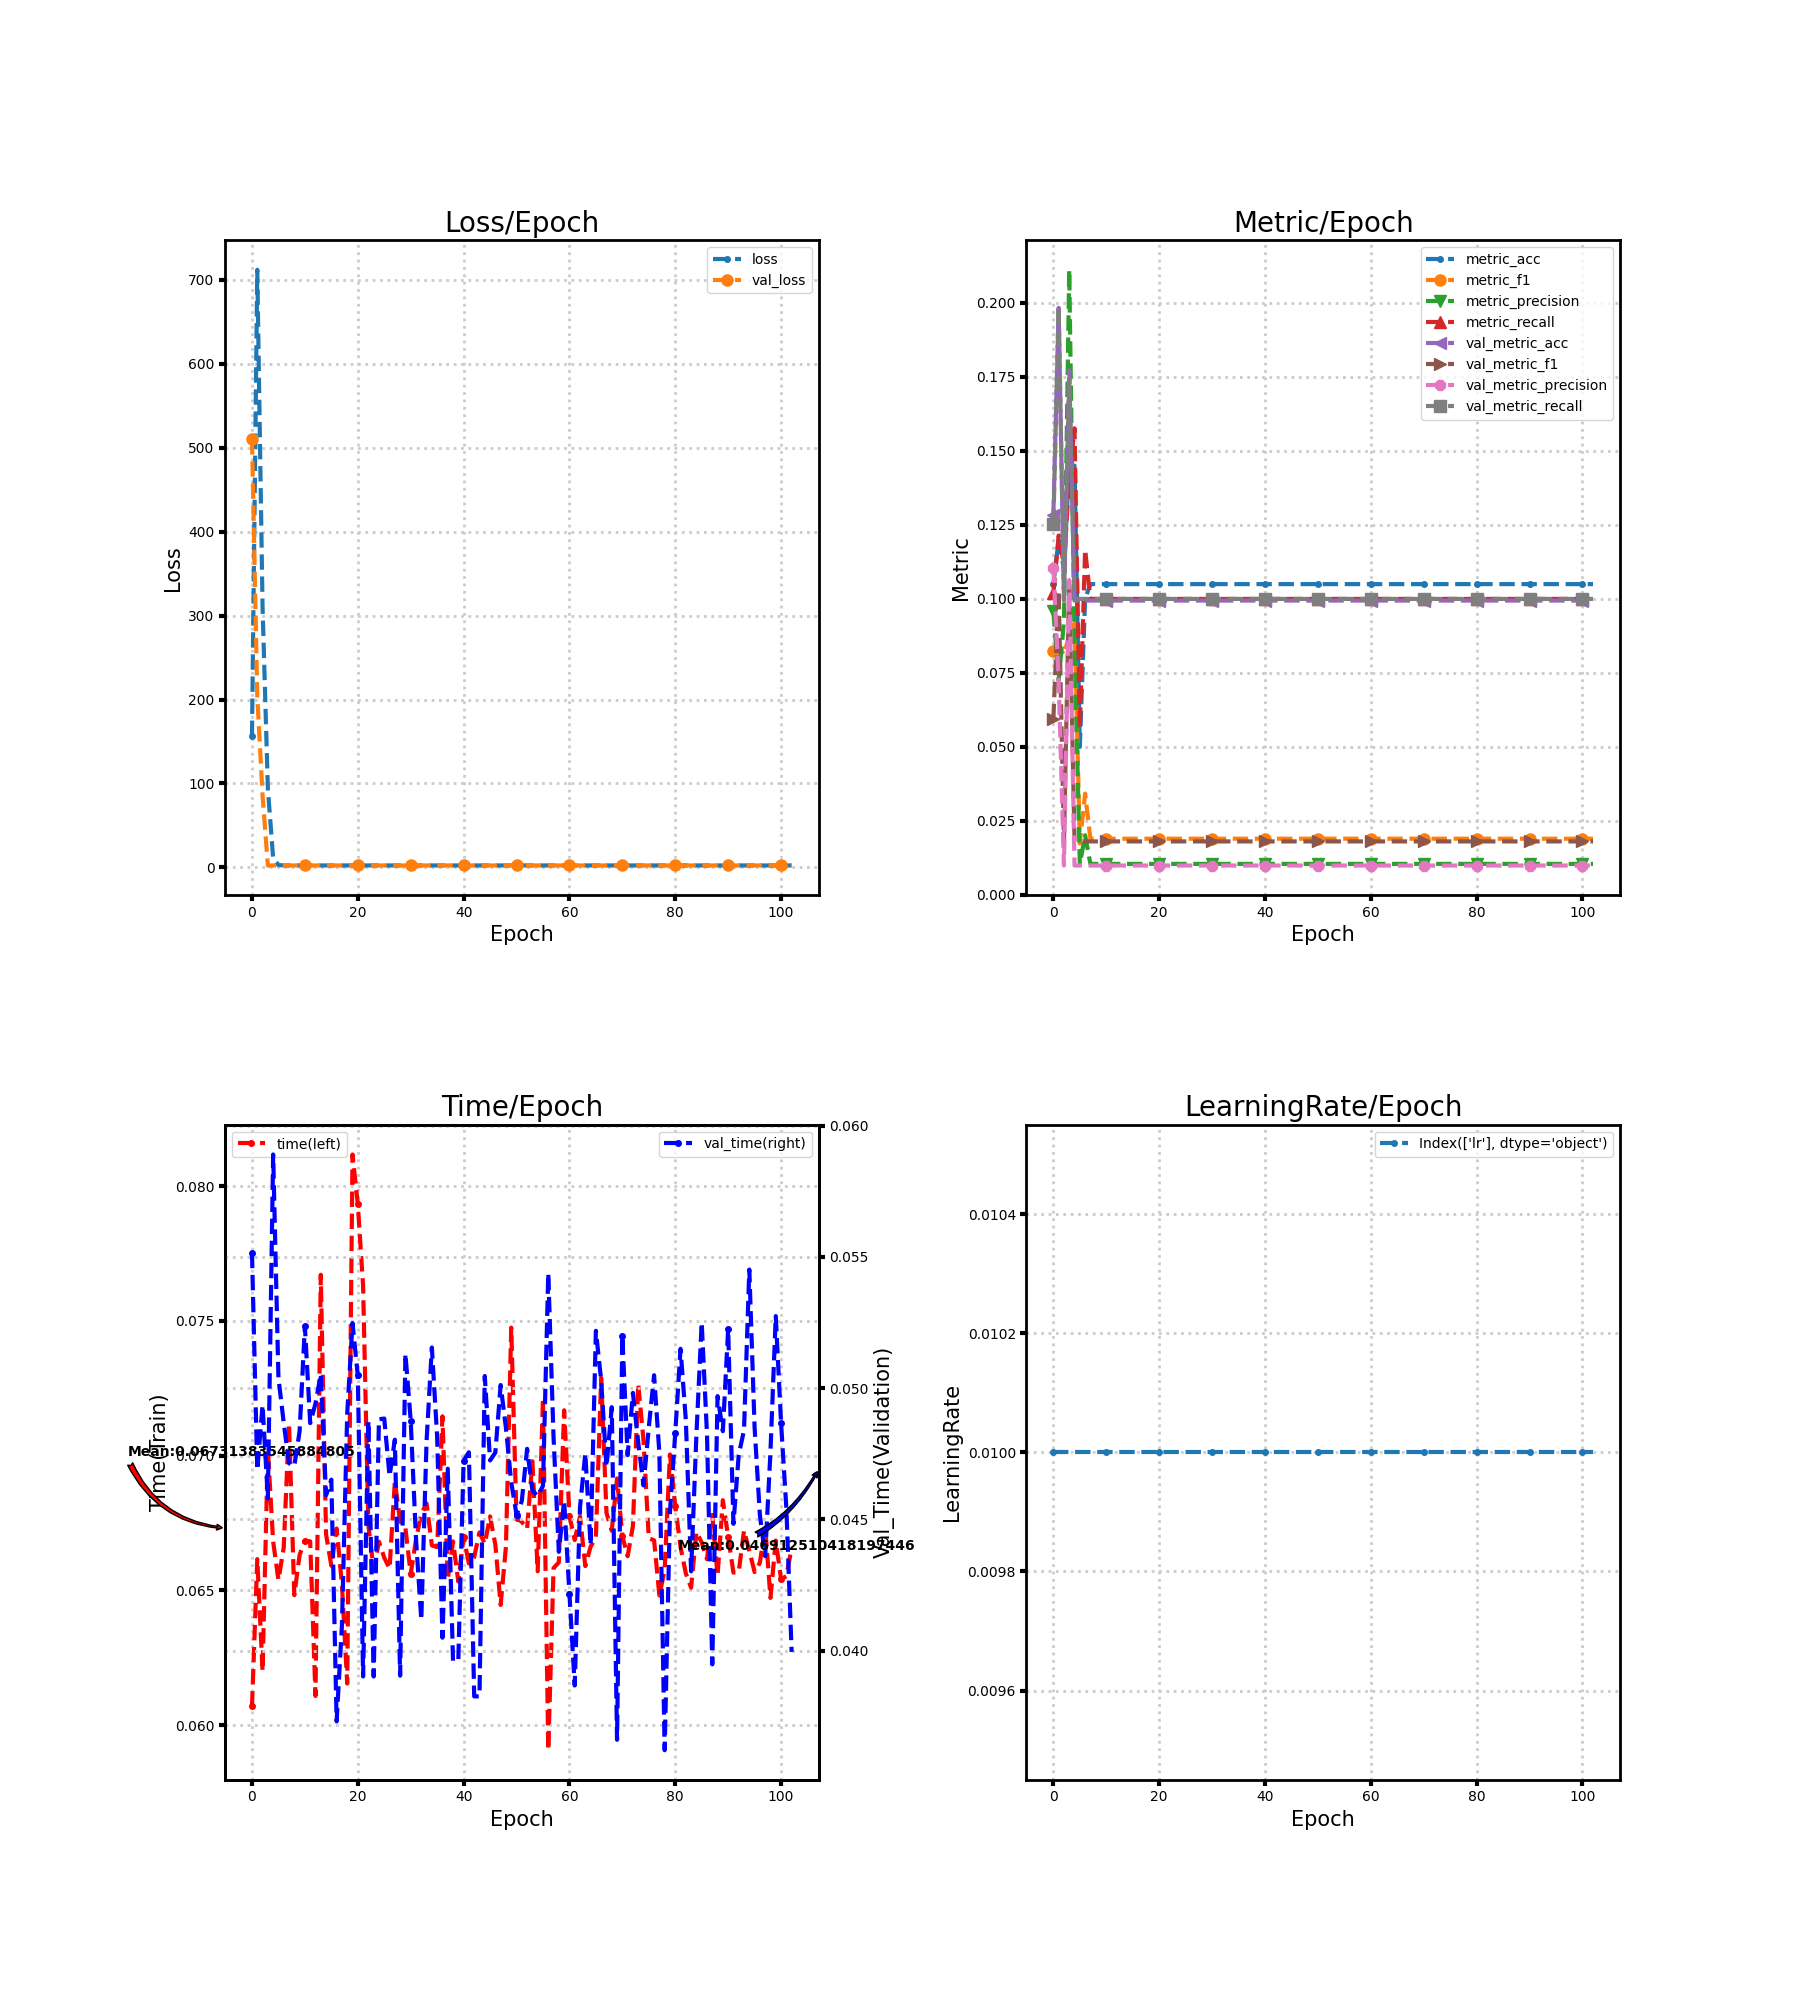 Loss/Epoch
700
600
500
400
300
200
100
0
Loss
0 20 40 60 80 100
Epoch
loss
val_loss
Metric/Epoch
0.200
0.175
0.150
0.125
0.100
0.075
0.050
0.025
0.000
Metric
0 20 40 60 80 100
Epoch
metric_acc
metric_f1
metric_precision
metric_recall
val_metric_acc
val_metric_f1
val_metric_precision
val_metric_recall
Time/Epoch
time(left)
val_time(right)
0.080
0.075
0.070
0.065
0.060
Time(Train)
0.060
0.055
0.050
0.045
0.040
Val_Time(Validation)
0 20 40 60 80 100
Epoch
LearningRate/Epoch
Index(['lr'], dtype='object')
0.0104
0.0102
0.0100
0.0098
0.0096
LearningRate
0 20 40 60 80 100
Epoch